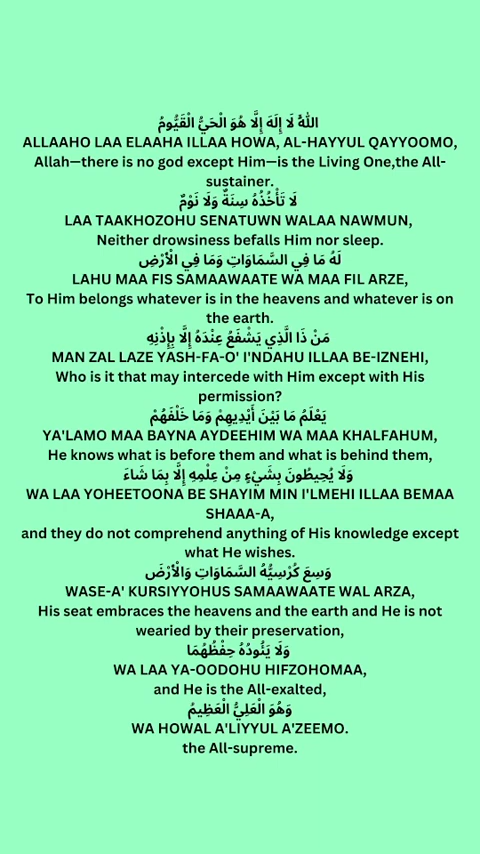 اللَّهُ لَا إِلَٰهَ إِلَّا هُوَ الْحَيُّ الْقَيُّومُ
ALLAAHO LAA ELAAHA ILLAA HOWA, AL-HAYYUL QAYYOOMO,
Allah—there is no god except Him—is the Living One,the All-
sustainer.
لَا تَأْخُذُهُ سِنَةٌ وَلَا نَوْمٌ
LAA TAAKHOZOHU SENATUWN WALAA NAWMUN,
Neither drowsiness befalls Him nor sleep.
لَهُ مَا فِي السَّمَاوَاتِ وَمَا فِي الْأَرْضِ
LAHU MAA FIS SAMAAWAATE WA MAA FIL ARZE,
To Him belongs whatever is in the heavens and whatever is on
the earth.
مَنْ ذَا الَّذِي يَشْفَعُ عِنْدَهُ إِلَّا بِإِذْنِهِ
MAN ZAL LAZE YASH-FA-O' I'NDAHU ILLAA BE-IZNEHI,
Who is it that may intercede with Him except with His
permission?
يَعْلَمُ مَا بَيْنَ أَيْدِيهِمْ وَمَا خَلْفَهُمْ
YA'LAMO MAA BAYNA AYDEEHIM WA MAA KHALFAHUM,
He knows what is before them and what is behind them,
وَلَا يُحِيطُونَ بِشَيْءٍ مِنْ عِلْمِهِ إِلَّا بِمَا شَاءَ
WA LAA YOHEETOONA BE SHAYIM MIN I'LMEHI ILLAA BEMAA
SHAAA-A,
and they do not comprehend anything of His knowledge except
what He wishes.
وَسِعَ كُرْسِيُّهُ السَّمَاوَاتِ وَالْأَرْضَ
WASE-A' KURSIYYOHUS SAMAAWAATE WAL ARZA,
His seat embraces the heavens and the earth and He is not
wearied by their preservation,
وَلَا يَئُودُهُ حِفْظُهُمَا
WA LAA YA-OODOHU HIFZOHOMAA,
and He is the All-exalted,
وَهُوَ الْعَلِيُّ الْعَظِيمُ
WA HOWAL A'LIYYUL A'ZEEMO.
the All-supreme.